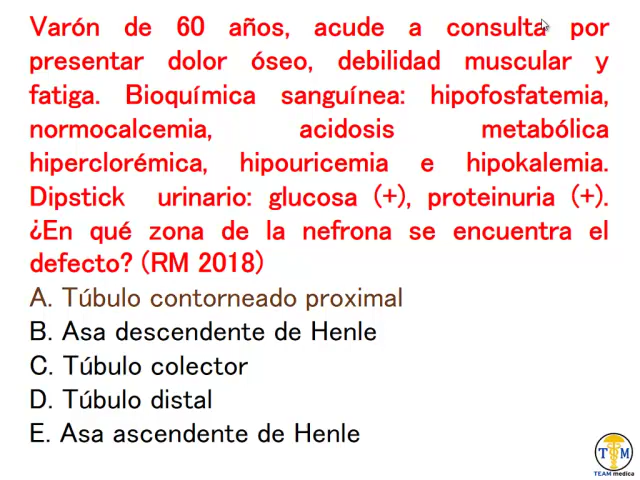 Varón de 60 años, acude a consulta por
presentar dolor óseo, debilidad muscular y
fatiga. Bioquímica sanguínea: hipofosfatemia,
normocalcemia, acidosis metabólica
hiperclorémica, hipouricemia e hipokalemia.
Dipstick urinario: glucosa (+), proteinuria (+).
¿En qué zona de la nefrona se encuentra el
defecto? (RM 2018)
A. Túbulo contorneado proximal
B. Asa descendente de Henle
C. Túbulo colector
D. Túbulo distal
E. Asa ascendente de Henle
T M
TEAM medica